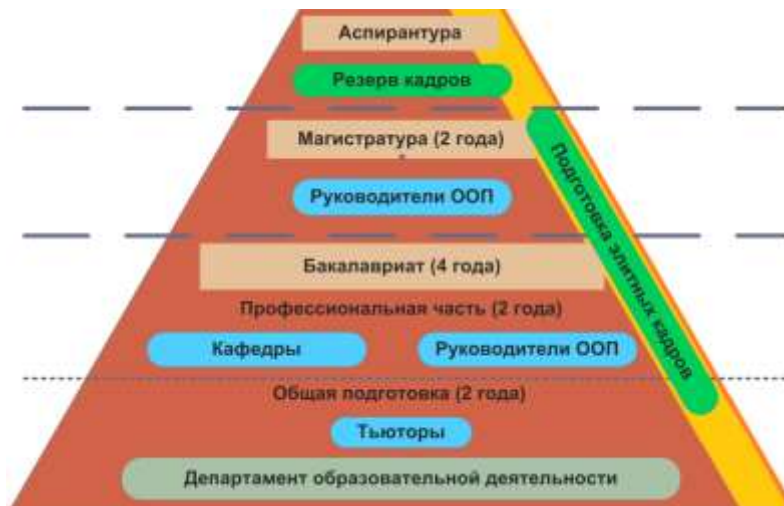 Аспирантура
Резерв кадров
Магистратура (2 года)
Руководители ООП
Подготовка элитных кадров
Бакалавриат (4 года)
Профессиональная часть (2 года)
Кафедры
Руководители ООП
Общая подготовка (2 года)
Тьюторы
Департамент образовательной деятельности